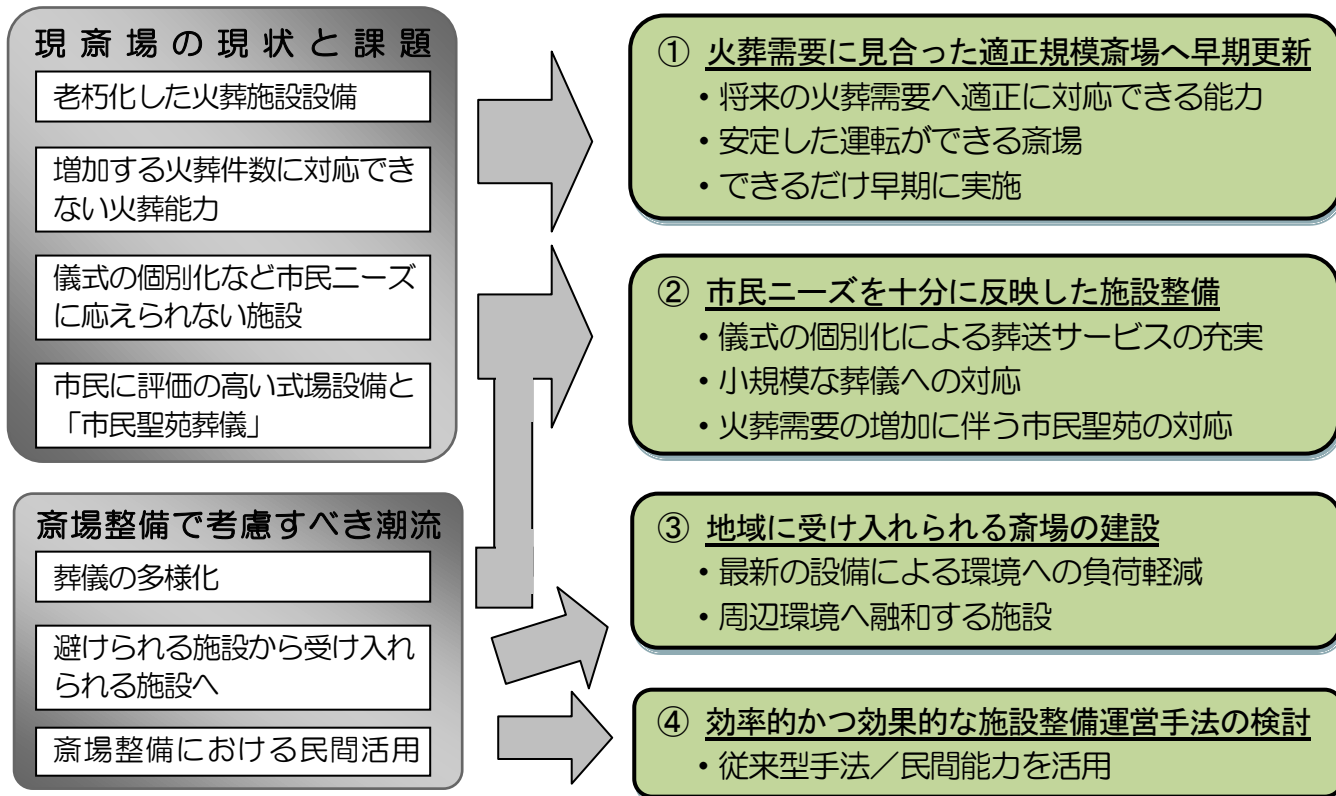 現斎場の現状と課題
老朽化した火葬施設設備
増加する火葬件数に対応でき
ない火葬能力
儀式の個別化など市民ニーズ
に応えられない施設
市民に評価の高い式場設備と
「市民聖苑葬儀」
斎場整備で考慮すべき潮流
葬儀の多様化
避けられる施設から受け入れ
られる施設へ
斎場整備における民間活用
① 火葬需要に見合った適正規模斎場へ早期更新
・将来の火葬需要へ適正に対応できる能力
・安定した運転ができる斎場
・できるだけ早期に実施
② 市民ニーズを十分に反映した施設整備
・儀式の個別化による葬送サービスの充実
・小規模な葬儀への対応
・火葬需要の増加に伴う市民聖苑の対応
③ 地域に受け入れられる斎場の建設
・最新の設備による環境への負荷軽減
・周辺環境へ融和する施設
④ 効率的かつ効果的な施設整備運営手法の検討
・従来型手法／民間能力を活用